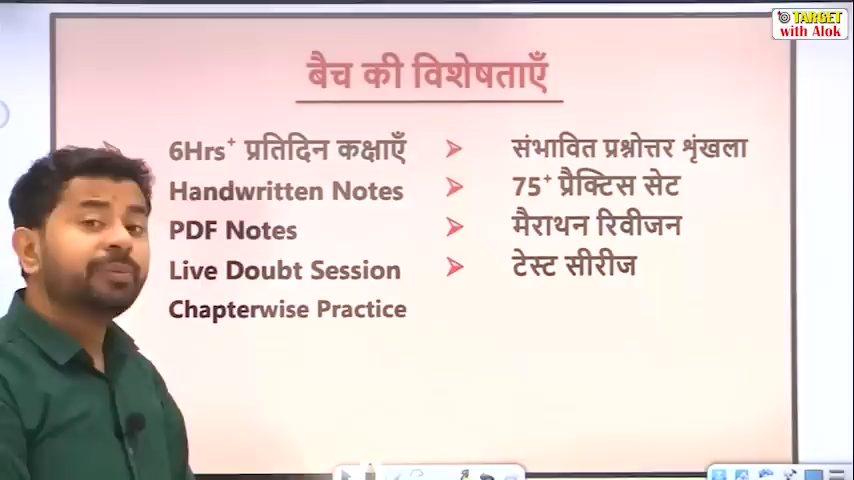 TARGET
with Alok
बैच की विशेषताएँ
6Hrs+ प्रतिदिन कक्षाएँ
Handwritten Notes
PDF Notes
Live Doubt Session
Chapterwise Practice
संभावित प्रश्नोत्तर शृंखला
75+ प्रैक्टिस सेट
मैराथन रिवीजन
टेस्ट सीरीज